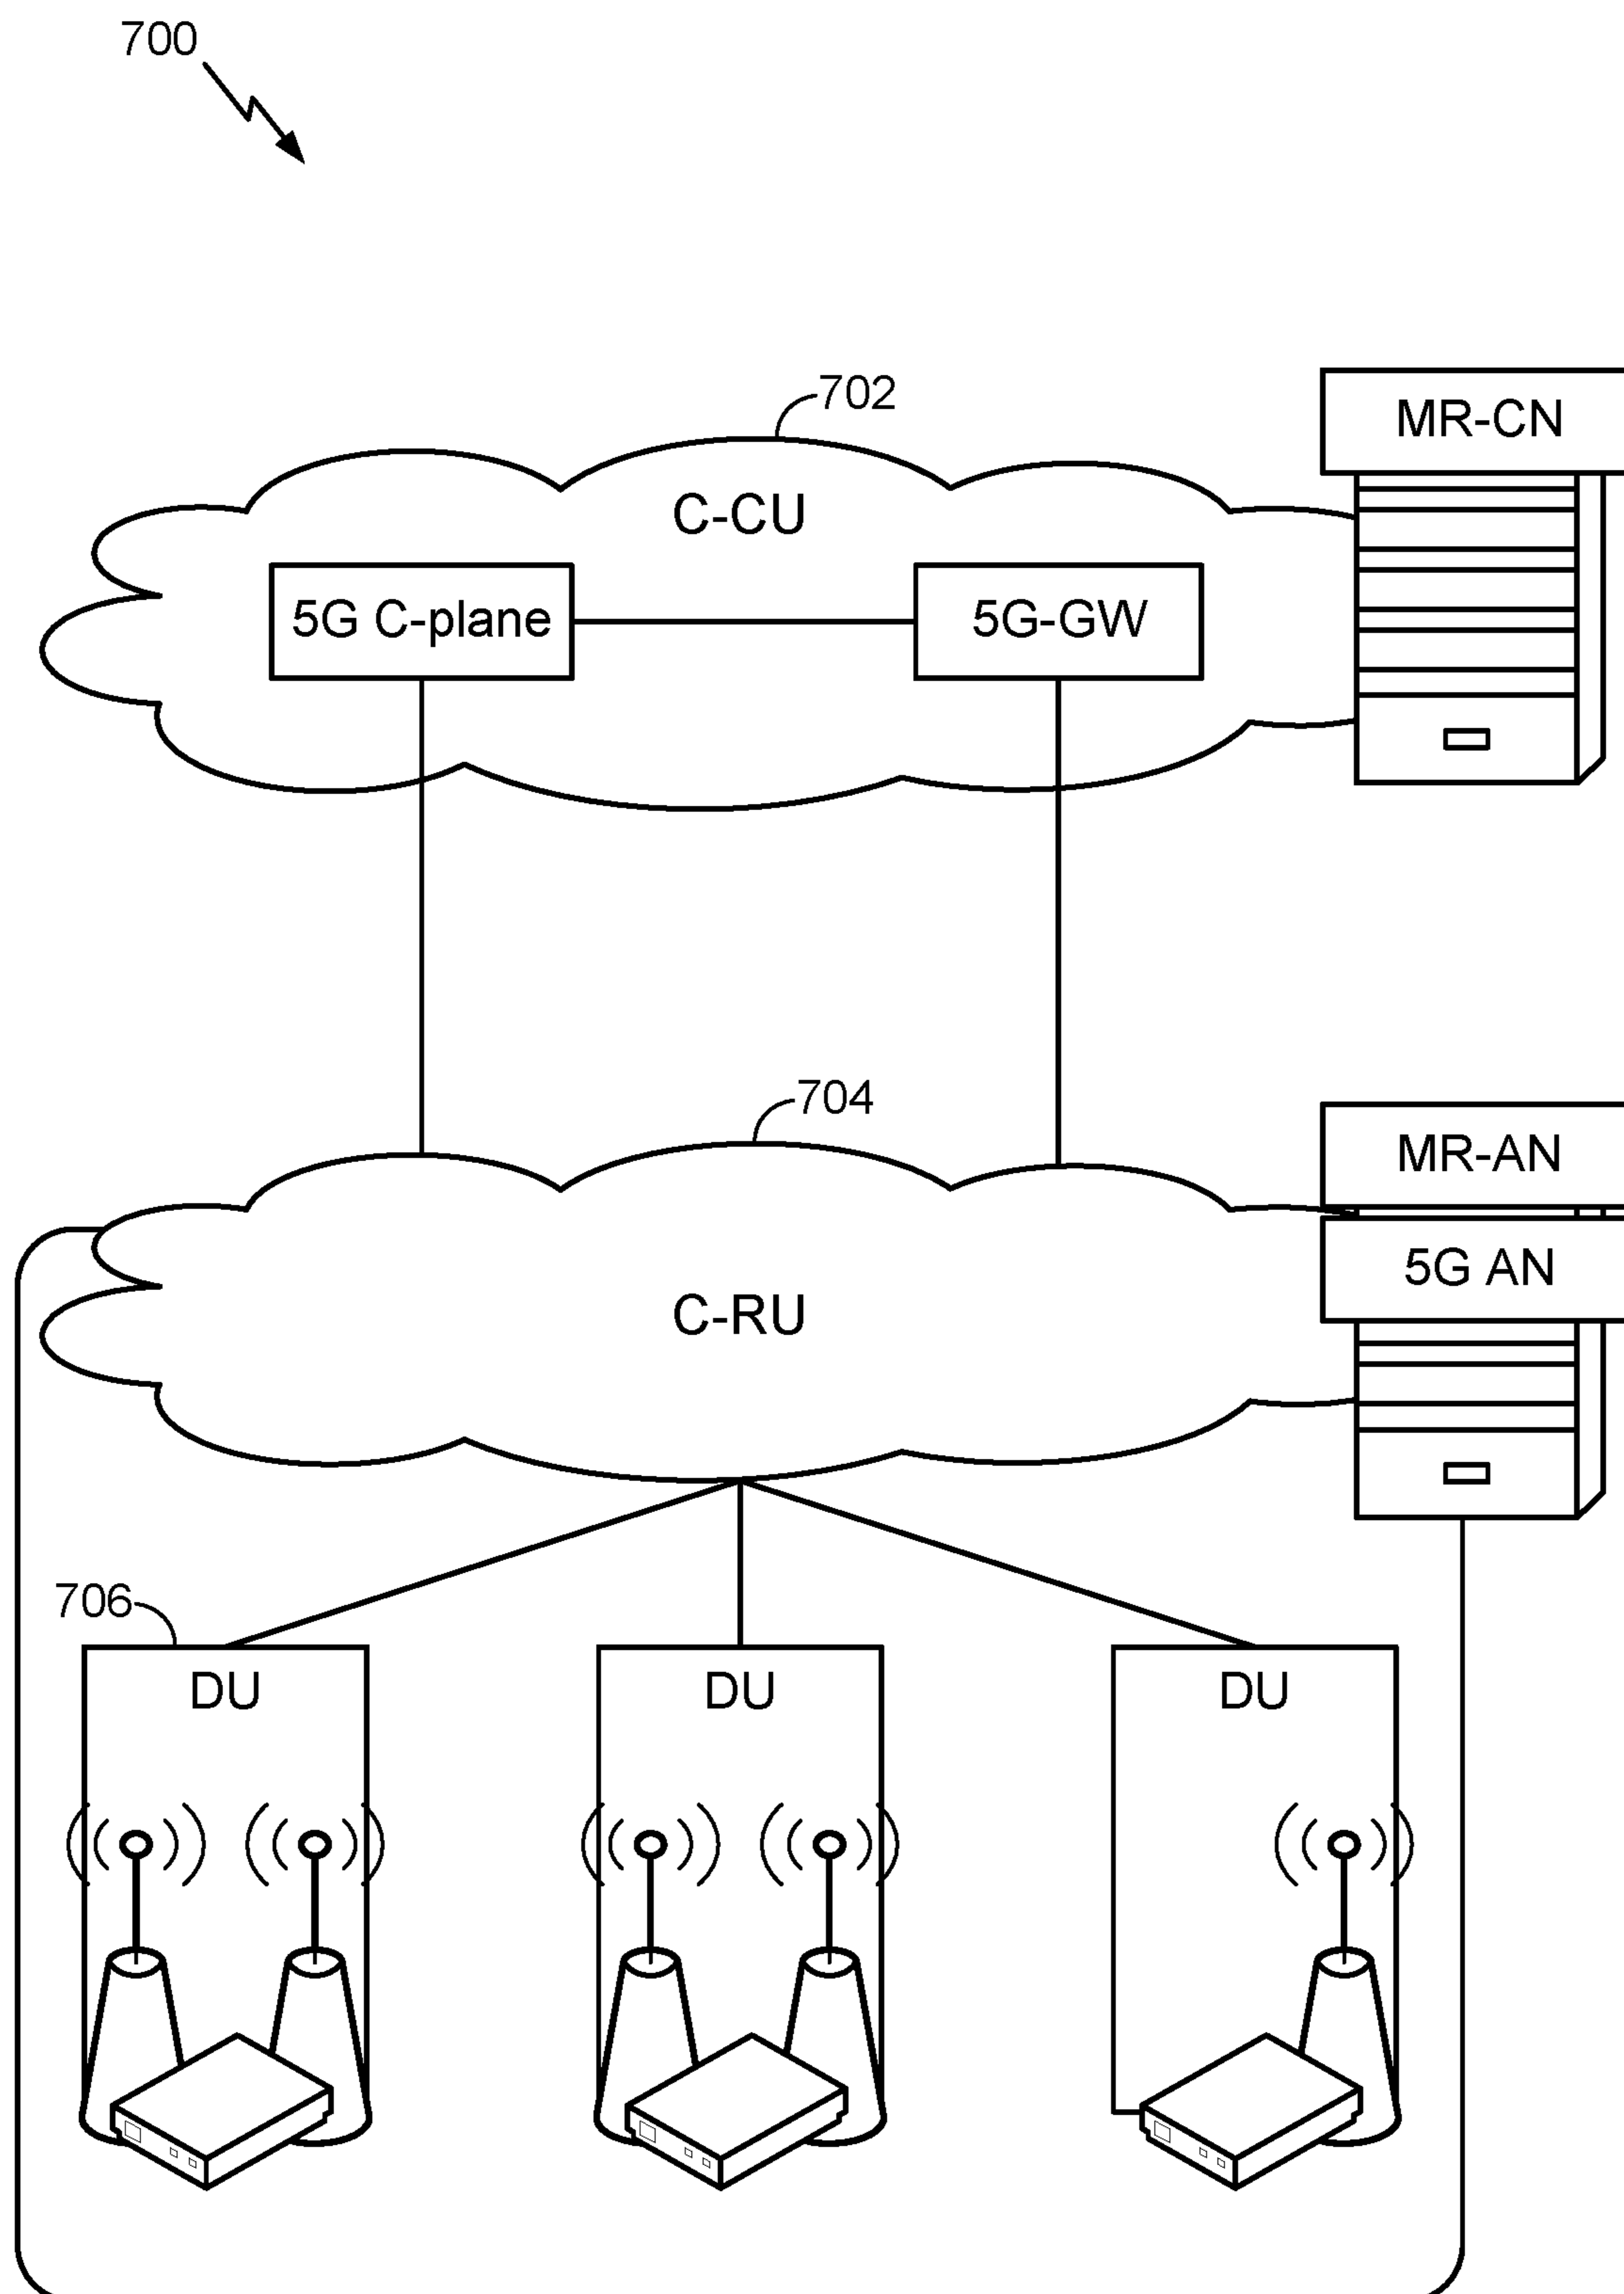 700
702
MR-CN
C-CU
5G C-plane
5G-GW
704
MR-AN
5G AN
C-RU
706
DU
DU
DU